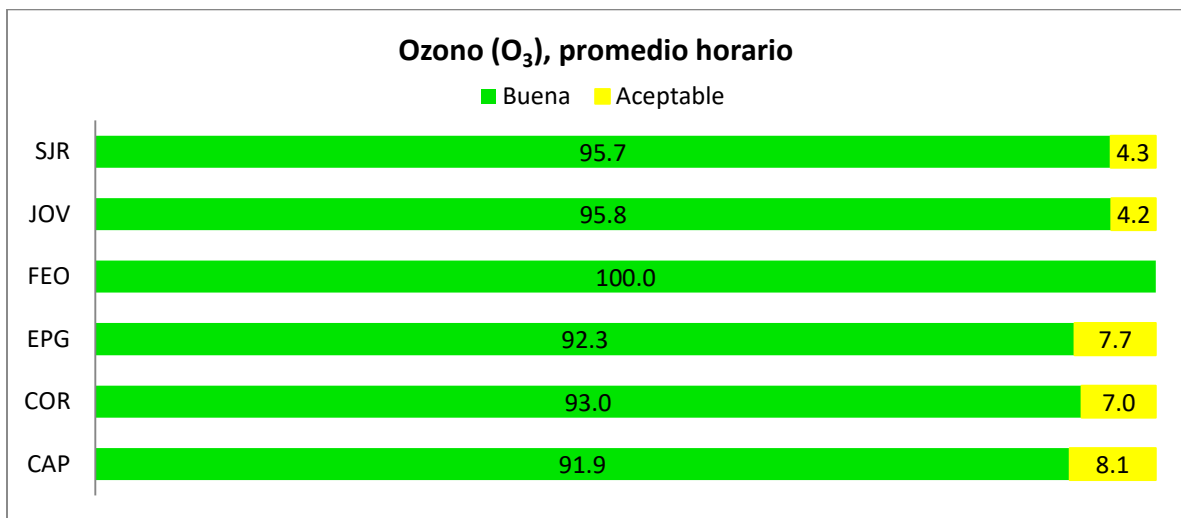 Ozono (O₃), promedio horario
Buena Aceptable
SJR 95.7 4.3
JOV 95.8 4.2
FEO 100.0
EPG 92.3 7.7
COR 93.0 7.0
CAP 91.9 8.1